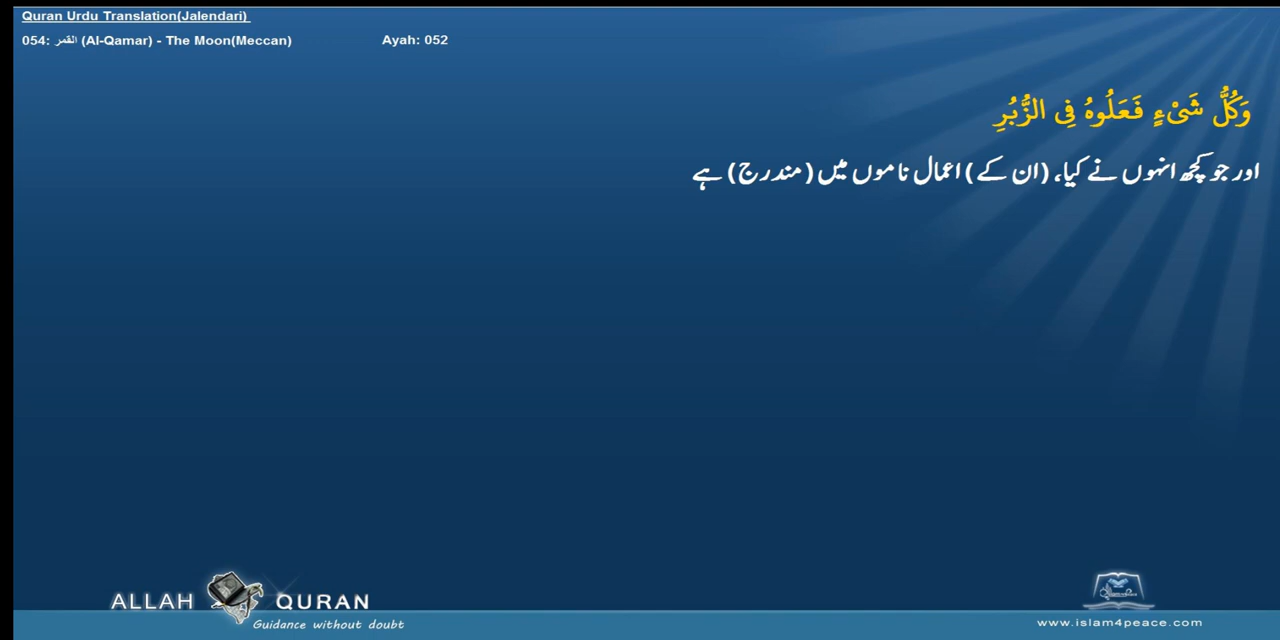 Quran Urdu Translation(Jalendari)
054: القمر (Al-Qamar) - The Moon(Meccan) Ayah: 052
وَكُلُّ شَىْءٍ فَعَلُوهُ فِى الزُّبُرِ
اور جو کچھ انہوں نے کیا، (ان کے) اعمال ناموں میں (مندرج) ہے
ALLAH QURAN
Guidance without doubt
www.islam4peace.com